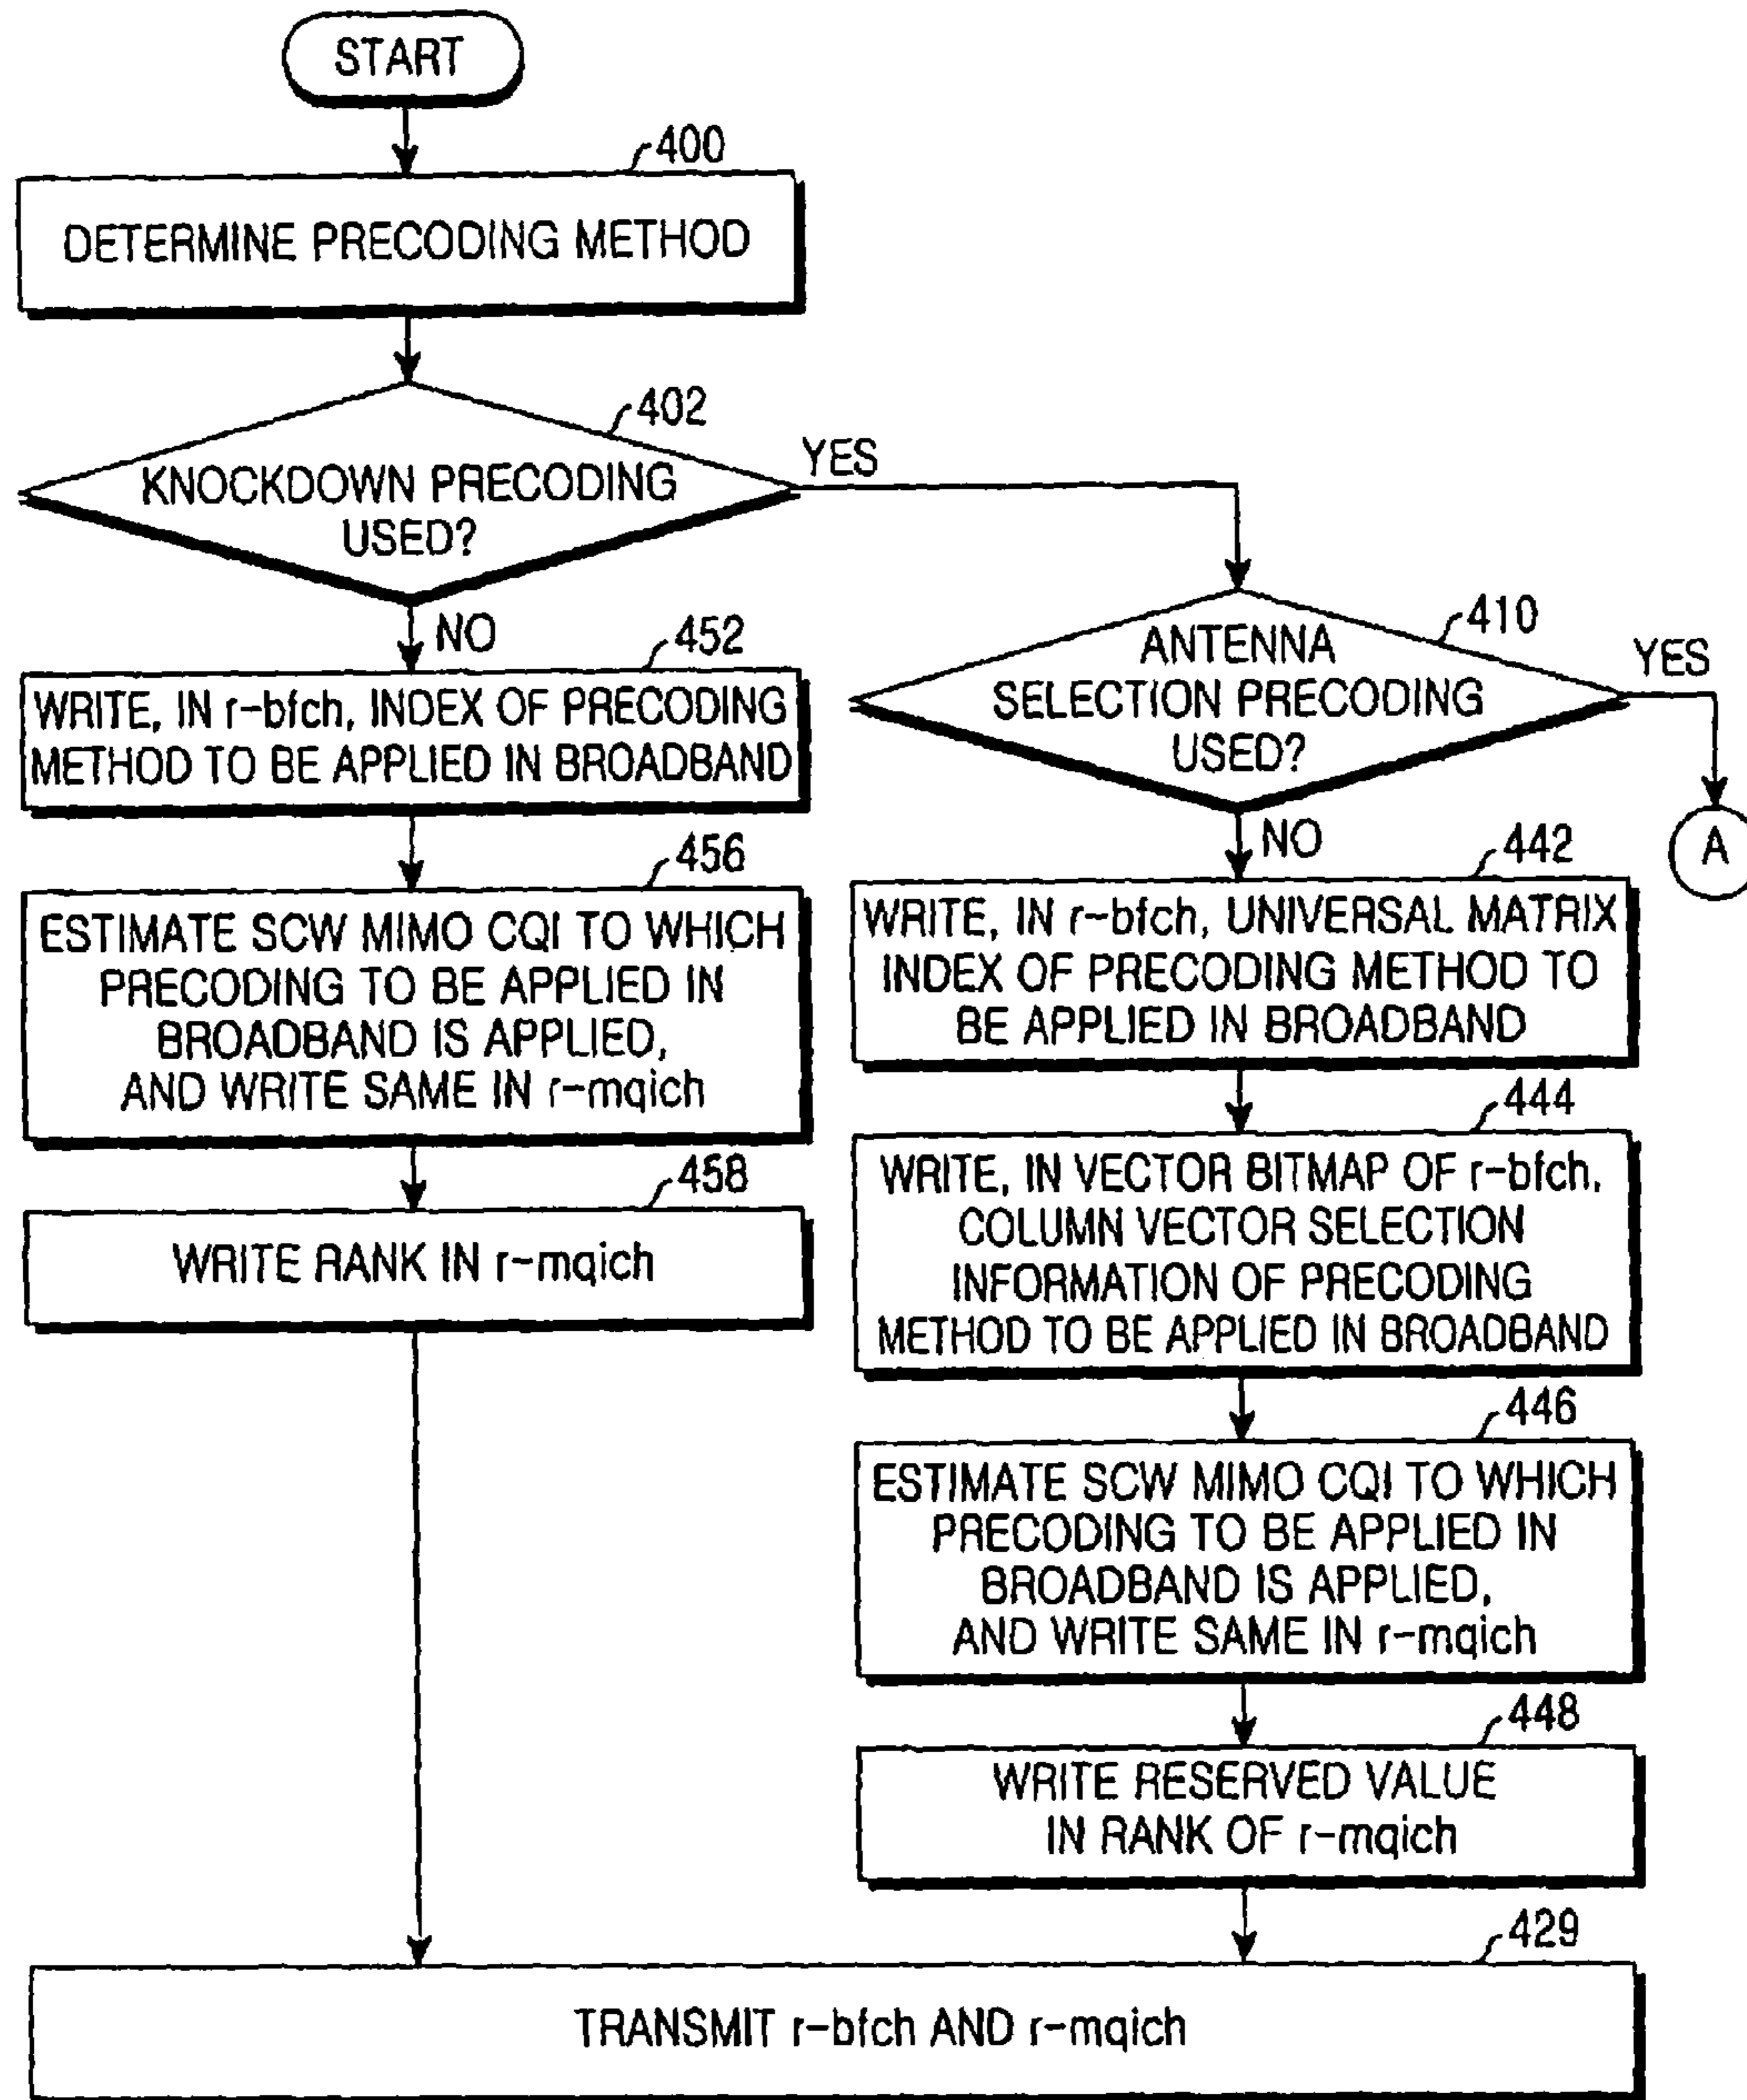 START
400
DETERMINE PRECODING METHOD
402
KNOCKDOWN PRECODING
USED?
YES
NO
452
WRITE, IN r-bfch, INDEX OF PRECODING
METHOD TO BE APPLIED IN BROADBAND
456
ESTIMATE SCW MIMO CQI TO WHICH
PRECODING TO BE APPLIED IN
BROADBAND IS APPLIED,
AND WRITE SAME IN r-mqich
458
WRITE RANK IN r-mqich
410
ANTENNA
SELECTION PRECODING
USED?
YES
A
NO
442
WRITE, IN r-bfch, UNIVERSAL MATRIX
INDEX OF PRECODING METHOD TO
BE APPLIED IN BROADBAND
444
WRITE, IN VECTOR BITMAP OF r-bfch,
COLUMN VECTOR SELECTION
INFORMATION OF PRECODING
METHOD TO BE APPLIED IN BROADBAND
446
ESTIMATE SCW MIMO CQI TO WHICH
PRECODING TO BE APPLIED IN
BROADBAND IS APPLIED,
AND WRITE SAME IN r-mqich
448
WRITE RESERVED VALUE
IN RANK OF r-mqich
429
TRANSMIT r-bfch AND r-mqich